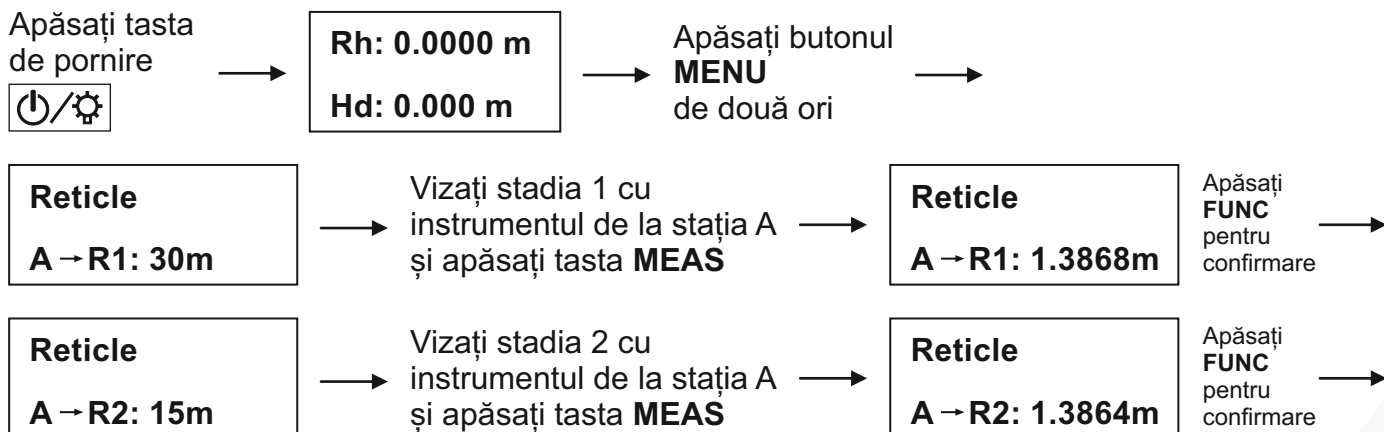 Apăsați tasta
de pornire
Rh: 0.0000 m
Hd: 0.000 m
Apăsați butonul
MENU
de două ori
Reticle
A→R1: 30m
Vizați stadia 1 cu
instrumentul de la stația A
și apăsați tasta MEAS
Reticle
A→R1: 1.3868m
Apăsați
FUNC
pentru
confirmare
Reticle
A→R2: 15m
Vizați stadia 2 cu
instrumentul de la stația A
și apăsați tasta MEAS
Reticle
A→R2: 1.3864m
Apăsați
FUNC
pentru
confirmare